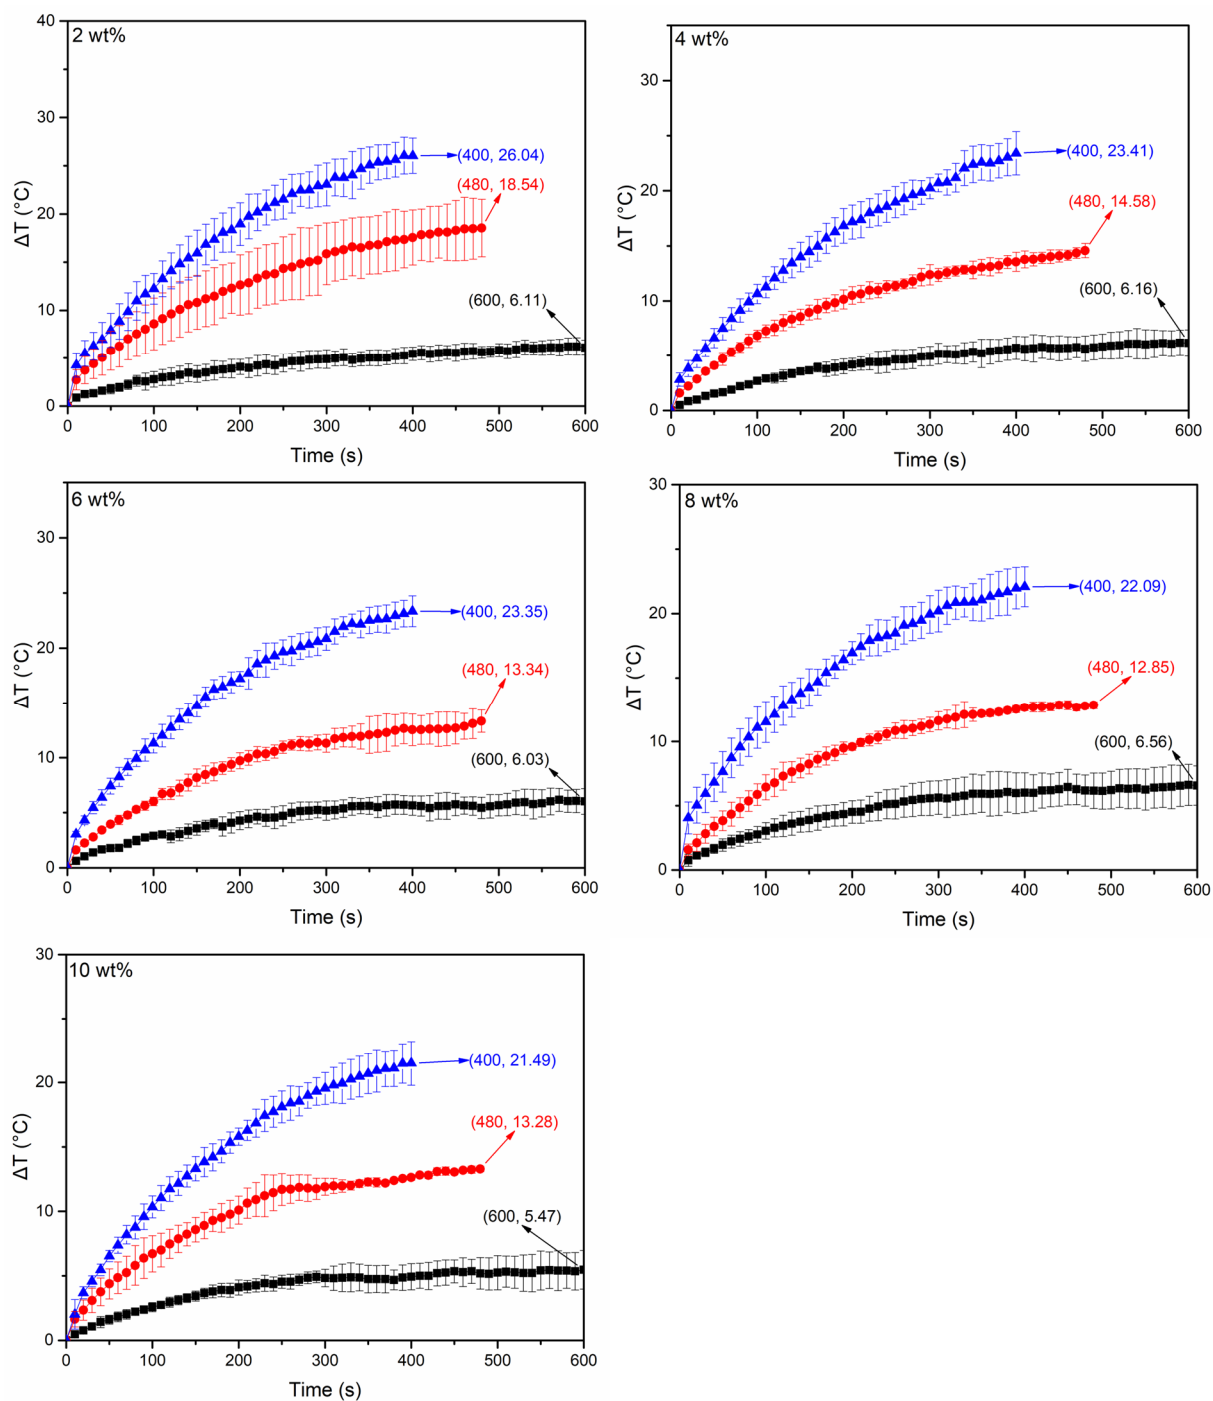 2 wt%
40
30
20
10
0
ΔT (°C)
(400, 26.04)
(480, 18.54)
(600, 6.11)
0 100 200 300 400 500 600
Time (s)
4 wt%
30
20
10
0
ΔT (°C)
(400, 23.41)
(480, 14.58)
(600, 6.16)
0 100 200 300 400 500 600
Time (s)
6 wt%
30
20
10
0
ΔT (°C)
(400, 23.35)
(480, 13.34)
(600, 6.03)
0 100 200 300 400 500 600
Time (s)
8 wt%
30
20
10
0
ΔT (°C)
(400, 22.09)
(480, 12.85)
(600, 6.56)
0 100 200 300 400 500 600
Time (s)
10 wt%
30
20
10
0
ΔT (°C)
(400, 21.49)
(480, 13.28)
(600, 5.47)
0 100 200 300 400 500 600
Time (s)